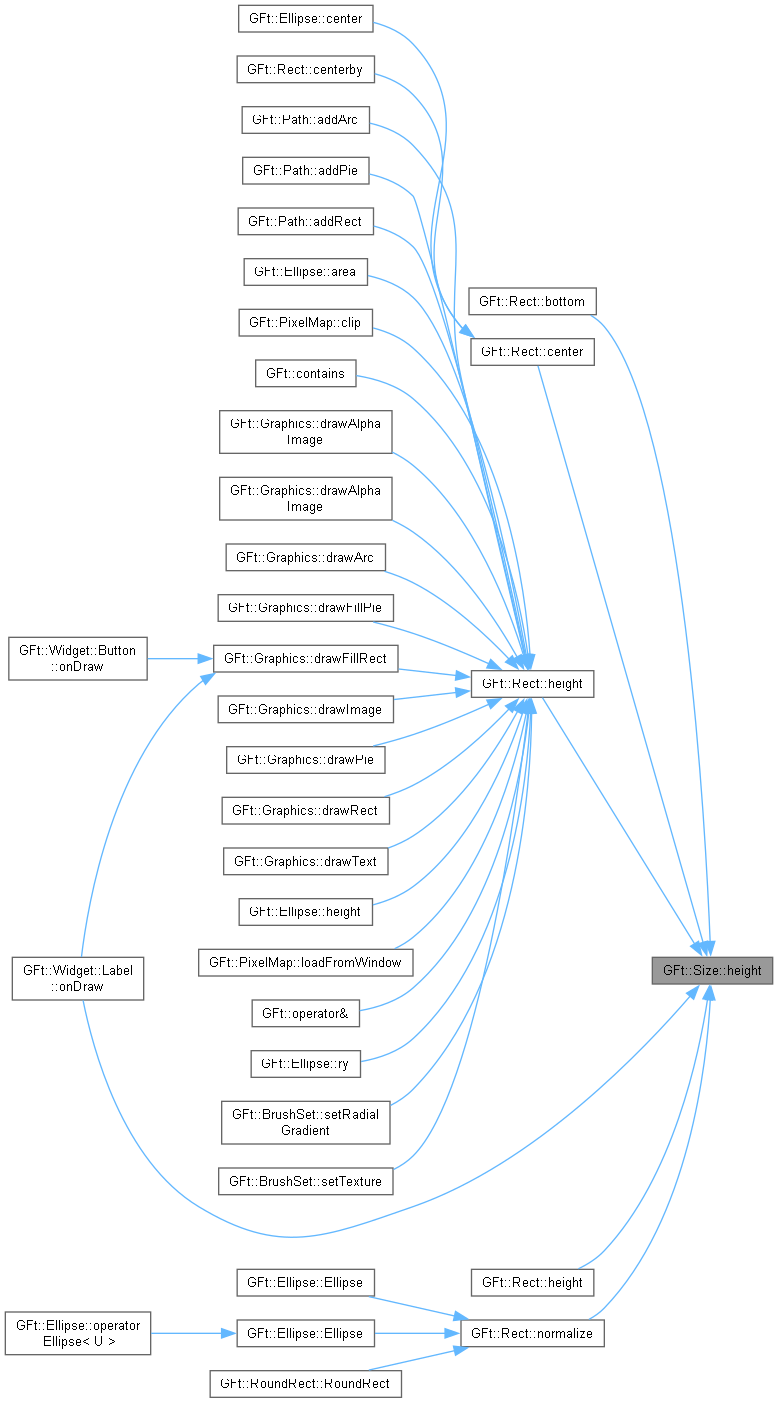 GFt::Ellipse::center
GFt::Rect::centerby
GFt::Path::addArc
GFt::Path::addPie
GFt::Path::addRect
GFt::Ellipse::area
GFt::Rect::bottom
GFt::PixelMap::clip
GFt::Rect::center
GFt::contains
GFt::Graphics::drawAlpha
Image
GFt::Graphics::drawAlpha
Image
GFt::Graphics::drawArc
GFt::Graphics::drawFillPie
GFt::Widget::Button
::onDraw
GFt::Graphics::drawFillRect
GFt::Rect::height
GFt::Graphics::drawImage
GFt::Graphics::drawPie
GFt::Graphics::drawRect
GFt::Graphics::drawText
GFt::Ellipse::height
GFt::PixelMap::loadFromWindow
GFt::Widget::Label
::onDraw
GFt::Size::height
GFt::operator&
GFt::Ellipse::ry
GFt::BrushSet::setRadial
Gradient
GFt::BrushSet::setTexture
GFt::Ellipse::Ellipse
GFt::Rect::height
GFt::Ellipse::operator
Ellipse< U >
GFt::Ellipse::Ellipse
GFt::Rect::normalize
GFt::RoundRect::RoundRect